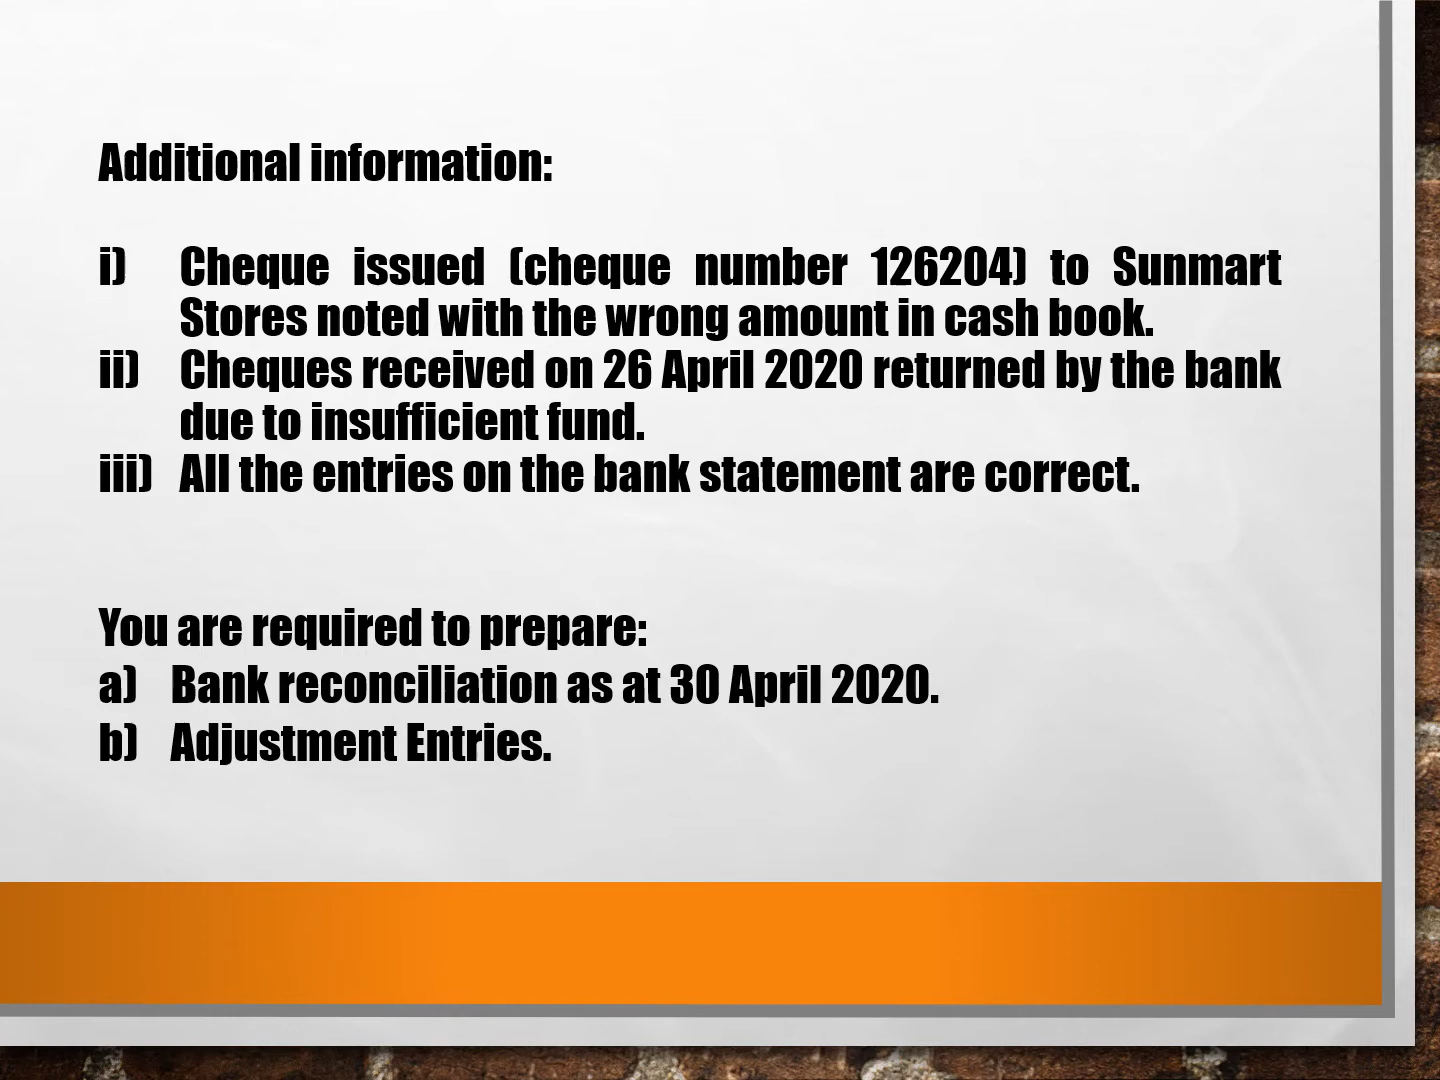 Additional information:
i) Cheque issued (cheque number 126204) to Sunmart
Stores noted with the wrong amount in cash book.
ii) Cheques received on 26 April 2020 returned by the bank
due to insufficient fund.
iii) All the entries on the bank statement are correct.
You are required to prepare:
a) Bank reconciliation as at 30 April 2020.
b) Adjustment Entries.